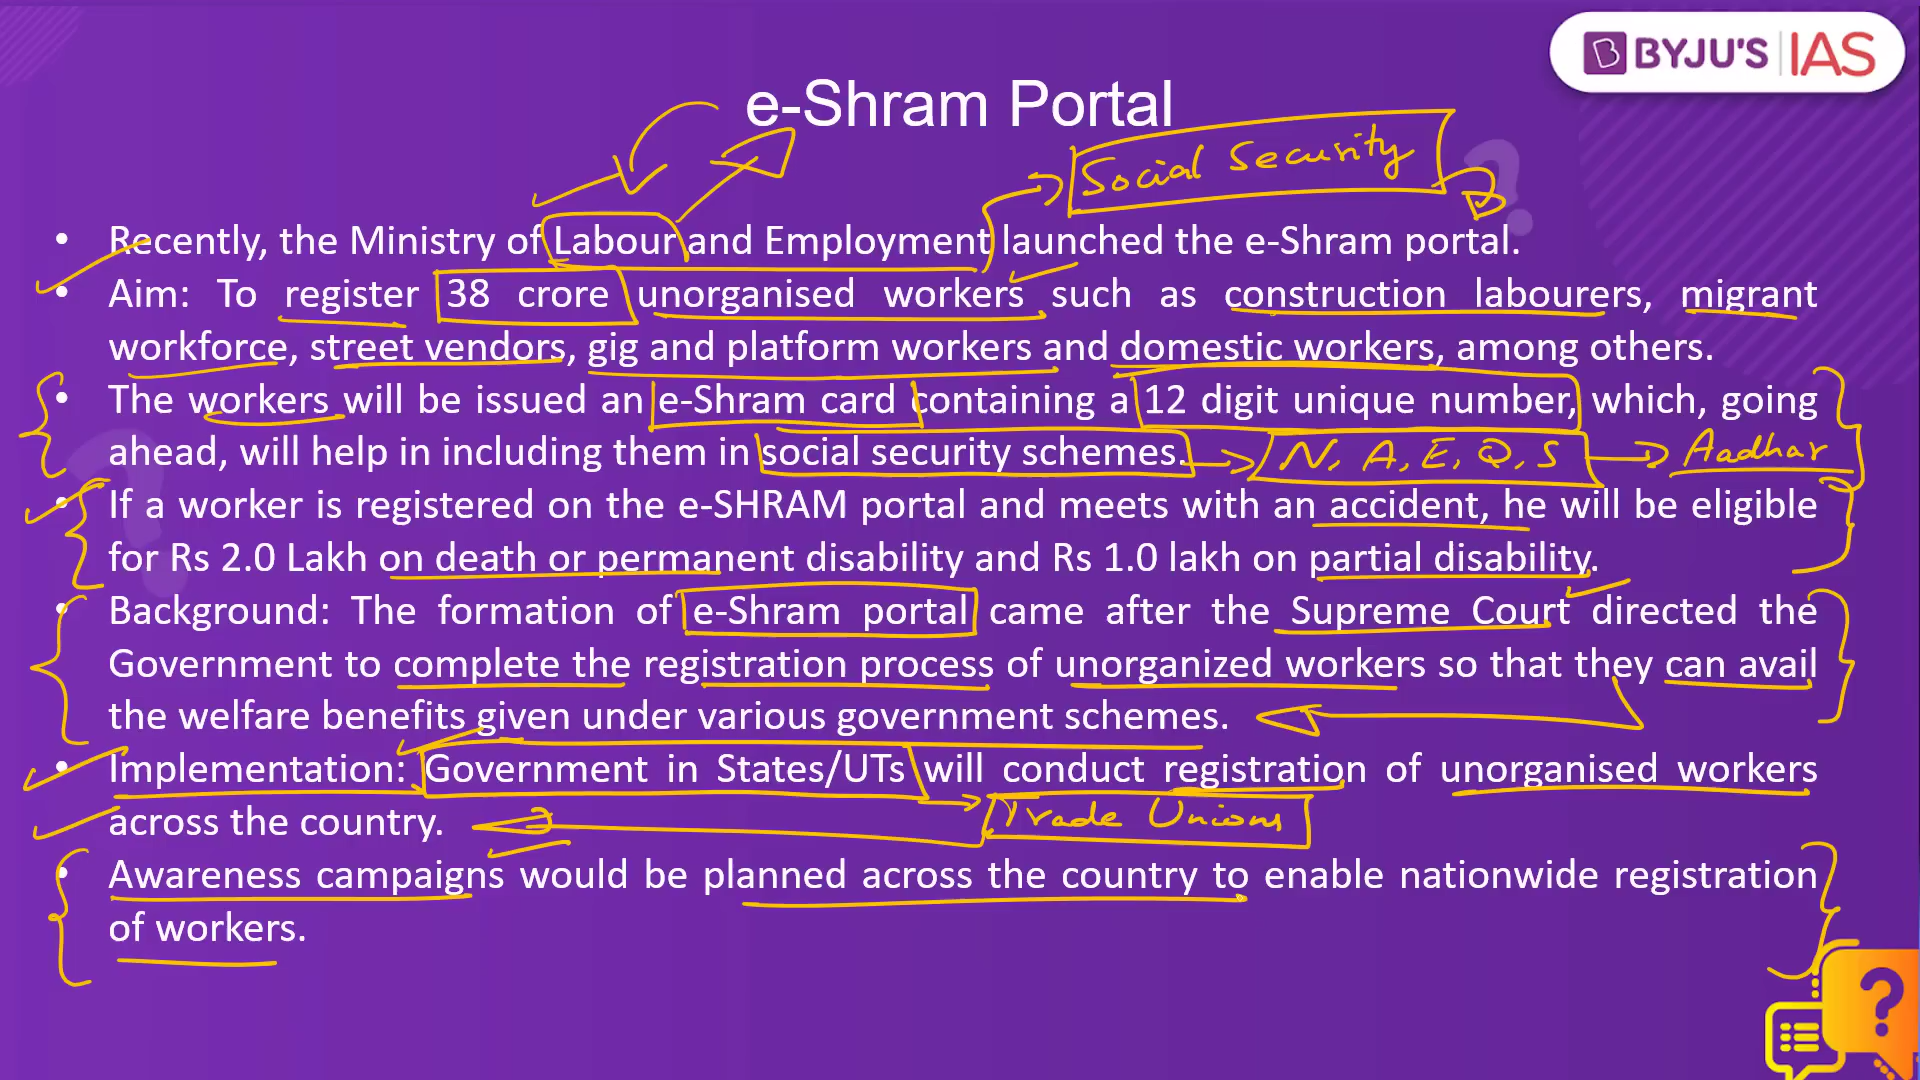 BYJU'S IAS
e-Shram Portal
Social Security
• Recently, the Ministry of Labour and Employment launched the e-Shram portal.
• Aim: To register 38 crore unorganised workers such as construction labourers, migrant
workforce, street vendors, gig and platform workers and domestic workers, among others.
• The workers will be issued an e-Shram card containing a 12 digit unique number, which, going
ahead, will help in including them in social security schemes. N, A, E, Q, S Aadhar
• If a worker is registered on the e-SHRAM portal and meets with an accident, he will be eligible
for Rs 2.0 Lakh on death or permanent disability and Rs 1.0 lakh on partial disability.
• Background: The formation of e-Shram portal came after the Supreme Court directed the
Government to complete the registration process of unorganized workers so that they can avail
the welfare benefits given under various government schemes.
• Implementation: Government in States/UTs will conduct registration of unorganised workers
across the country. Trade Unions
• Awareness campaigns would be planned across the country to enable nationwide registration
of workers.